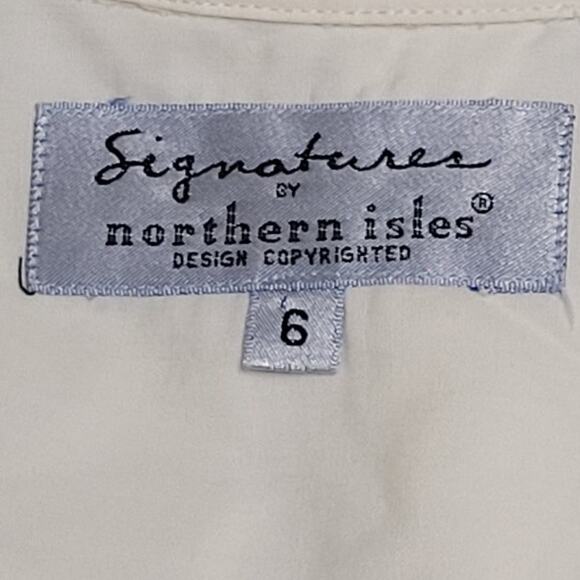 Signatures
BY
northern isles®
DESIGN COPYRIGHTED
6